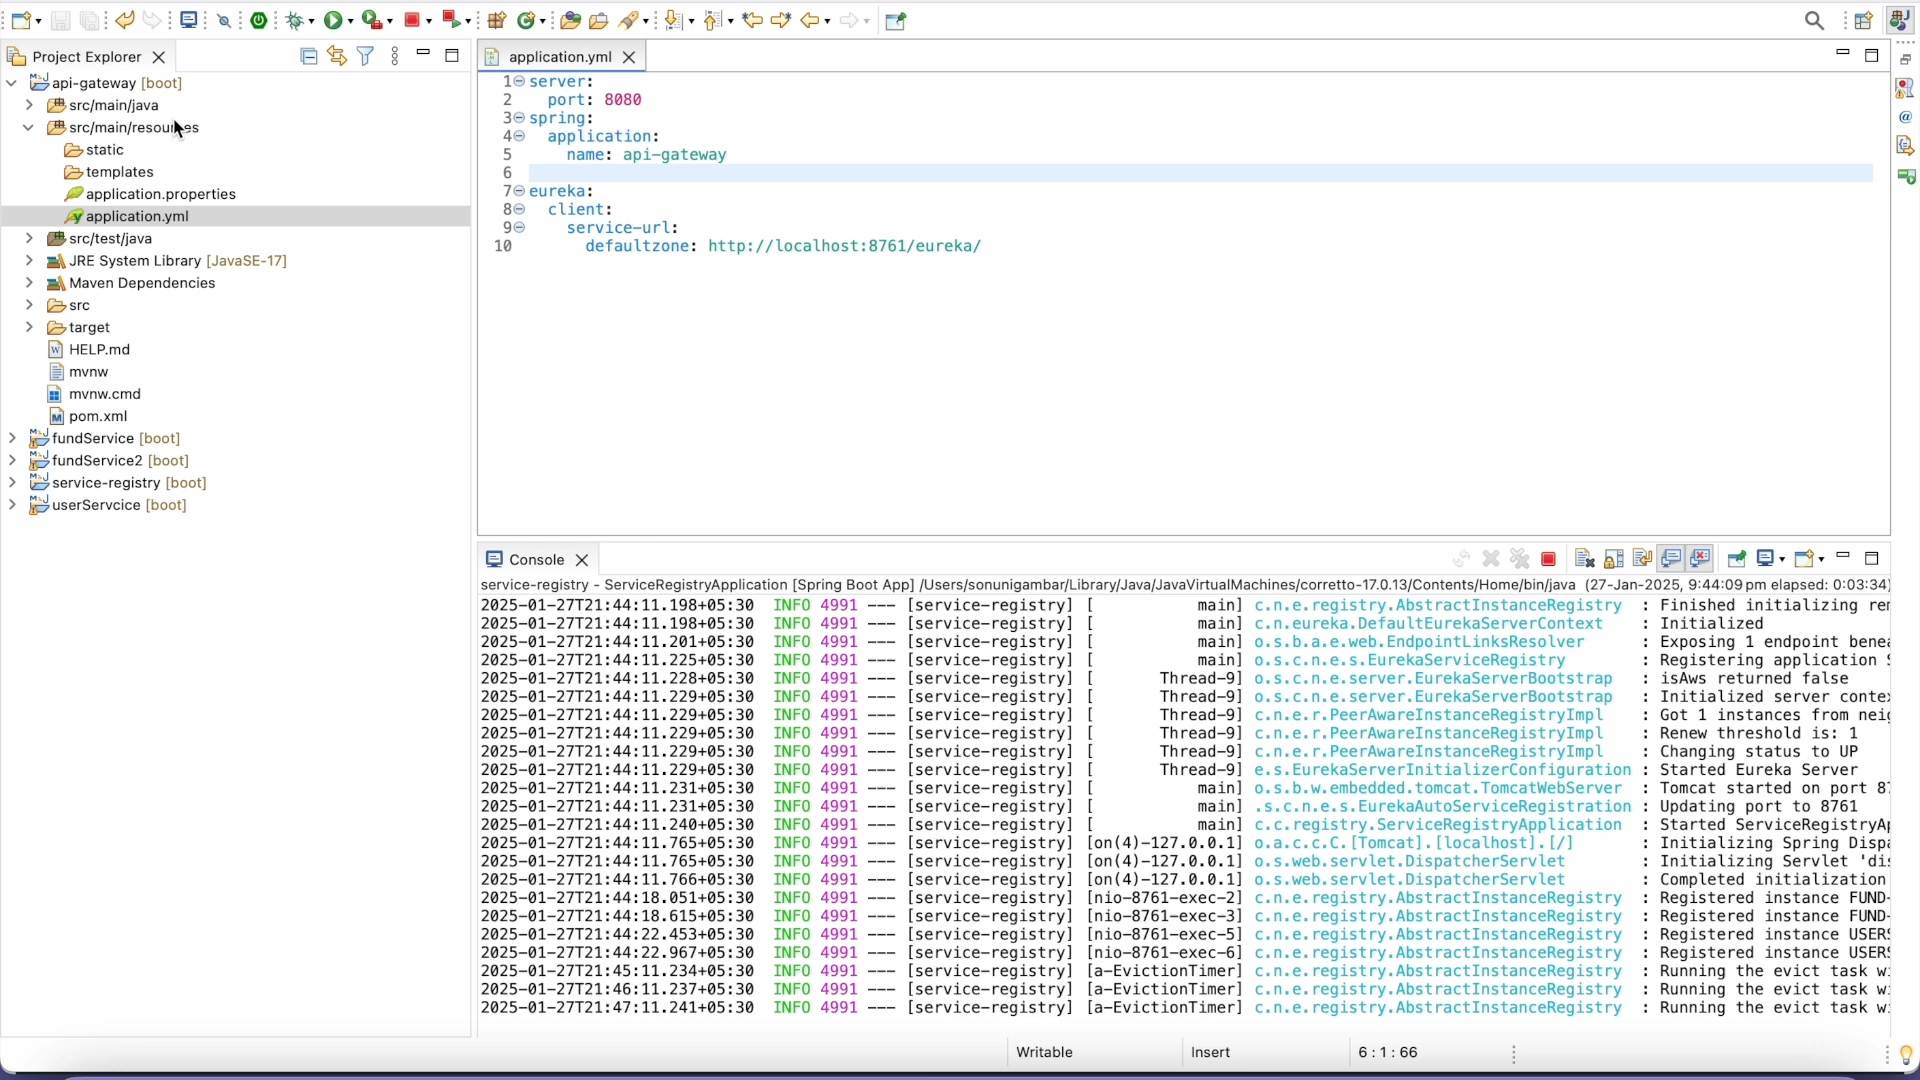 Project Explorer
api-gateway [boot]
src/main/java
src/main/resources
static
templates
application.properties
application.yml
src/test/java
JRE System Library [JavaSE-17]
Maven Dependencies
src
target
HELP.md
mvnw
mvnw.cmd
pom.xml
fundService [boot]
fundService2 [boot]
service-registry [boot]
userServcice [boot]
application.yml
1 server:
2 port: 8080
3 spring:
4 application:
5 name: api-gateway
6
7 eureka:
8 client:
9 service-url:
10 defaultzone: http://localhost:8761/eureka/
Console
service-registry - ServiceRegistryApplication [Spring Boot App] /Users/sonunigambar/Library/Java/JavaVirtualMachines/corretto-17.0.13/Contents/Home/bin/java (27-Jan-2025, 9:44:09 pm elapsed: 0:03:34)
2025-01-27T21:44:11.198+05:30 INFO 4991 --- [service-registry] [ main] c.n.e.registry.AbstractInstanceRegistry : Finished initializing rem
2025-01-27T21:44:11.198+05:30 INFO 4991 --- [service-registry] [ main] c.n.eureka.DefaultEurekaServerContext : Initialized
2025-01-27T21:44:11.201+05:30 INFO 4991 --- [service-registry] [ main] o.s.b.a.e.web.EndpointLinksResolver : Exposing 1 endpoint bene
2025-01-27T21:44:11.225+05:30 INFO 4991 --- [service-registry] [ main] o.s.c.n.e.s.EurekaServiceRegistry : Registering application S
2025-01-27T21:44:11.228+05:30 INFO 4991 --- [service-registry] [ Thread-9] o.s.c.n.e.server.EurekaServerBootstrap : isAws returned false
2025-01-27T21:44:11.229+05:30 INFO 4991 --- [service-registry] [ Thread-9] o.s.c.n.e.server.EurekaServerBootstrap : Initialized server contex
2025-01-27T21:44:11.229+05:30 INFO 4991 --- [service-registry] [ Thread-9] c.n.e.r.PeerAwareInstanceRegistryImpl : Got 1 instances from neig
2025-01-27T21:44:11.229+05:30 INFO 4991 --- [service-registry] [ Thread-9] c.n.e.r.PeerAwareInstanceRegistryImpl : Renew threshold is: 1
2025-01-27T21:44:11.229+05:30 INFO 4991 --- [service-registry] [ Thread-9] c.n.e.r.PeerAwareInstanceRegistryImpl : Changing status to UP
2025-01-27T21:44:11.229+05:30 INFO 4991 --- [service-registry] [ Thread-9] e.s.EurekaServerInitializerConfiguration : Started Eureka Server
2025-01-27T21:44:11.231+05:30 INFO 4991 --- [service-registry] [ main] o.s.b.w.embedded.tomcat.TomcatWebServer : Tomcat started on port 87
2025-01-27T21:44:11.231+05:30 INFO 4991 --- [service-registry] [ main] .s.c.n.e.s.EurekaAutoServiceRegistration : Updating port to 8761
2025-01-27T21:44:11.240+05:30 INFO 4991 --- [service-registry] [ main] c.c.registry.ServiceRegistryApplication : Started ServiceRegistryAp
2025-01-27T21:44:11.765+05:30 INFO 4991 --- [service-registry] [on(4)-127.0.0.1] o.a.c.c.C.[Tomcat].[localhost].[/] : Initializing Spring Dispa
2025-01-27T21:44:11.765+05:30 INFO 4991 --- [service-registry] [on(4)-127.0.0.1] o.s.web.servlet.DispatcherServlet : Initializing Servlet 'dis
2025-01-27T21:44:11.766+05:30 INFO 4991 --- [service-registry] [on(4)-127.0.0.1] o.s.web.servlet.DispatcherServlet : Completed initialization
2025-01-27T21:44:18.051+05:30 INFO 4991 --- [service-registry] [nio-8761-exec-2] c.n.e.registry.AbstractInstanceRegistry : Registered instance FUND-
2025-01-27T21:44:18.615+05:30 INFO 4991 --- [service-registry] [nio-8761-exec-3] c.n.e.registry.AbstractInstanceRegistry : Registered instance FUND-
2025-01-27T21:44:22.453+05:30 INFO 4991 --- [service-registry] [nio-8761-exec-5] c.n.e.registry.AbstractInstanceRegistry : Registered instance USERS
2025-01-27T21:44:22.967+05:30 INFO 4991 --- [service-registry] [nio-8761-exec-6] c.n.e.registry.AbstractInstanceRegistry : Registered instance USERS
2025-01-27T21:45:11.234+05:30 INFO 4991 --- [service-registry] [a-EvictionTimer] c.n.e.registry.AbstractInstanceRegistry : Running the evict task wi
2025-01-27T21:46:11.237+05:30 INFO 4991 --- [service-registry] [a-EvictionTimer] c.n.e.registry.AbstractInstanceRegistry : Running the evict task wi
2025-01-27T21:47:11.241+05:30 INFO 4991 --- [service-registry] [a-EvictionTimer] c.n.e.registry.AbstractInstanceRegistry : Running the evict task wi
Writable
Insert
6 : 1 : 66